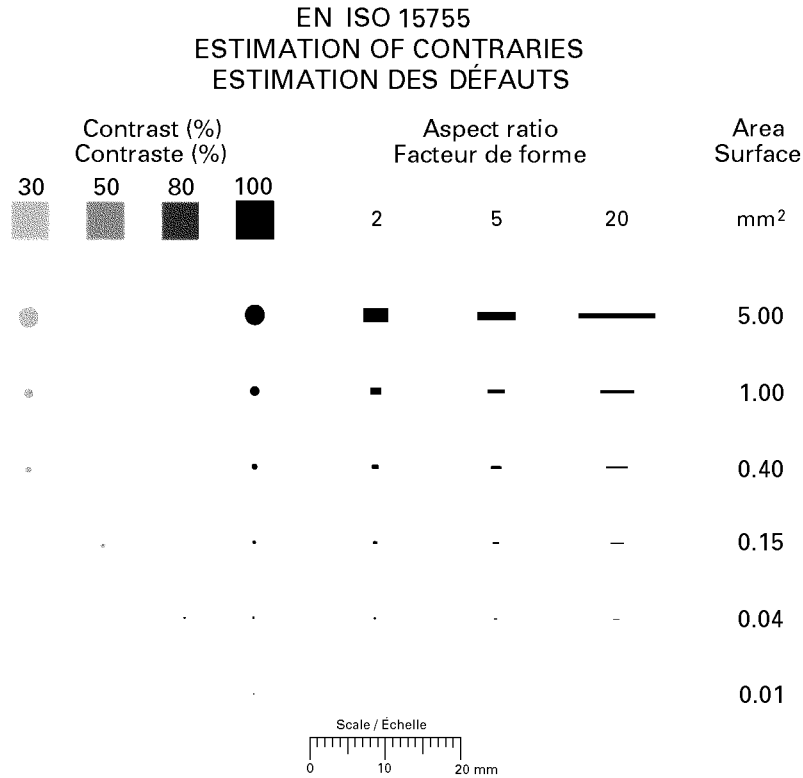 EN ISO 15755
ESTIMATION OF CONTRARIES
ESTIMATION DES DÉFAUTS
Contrast (%) Aspect ratio Area
Contraste (%) Facteur de forme Surface
30 50 80 100
2 5 20 mm²
5.00
1.00
0.40
0.15
0.04
0.01
Scale / Échelle
0 10 20 mm